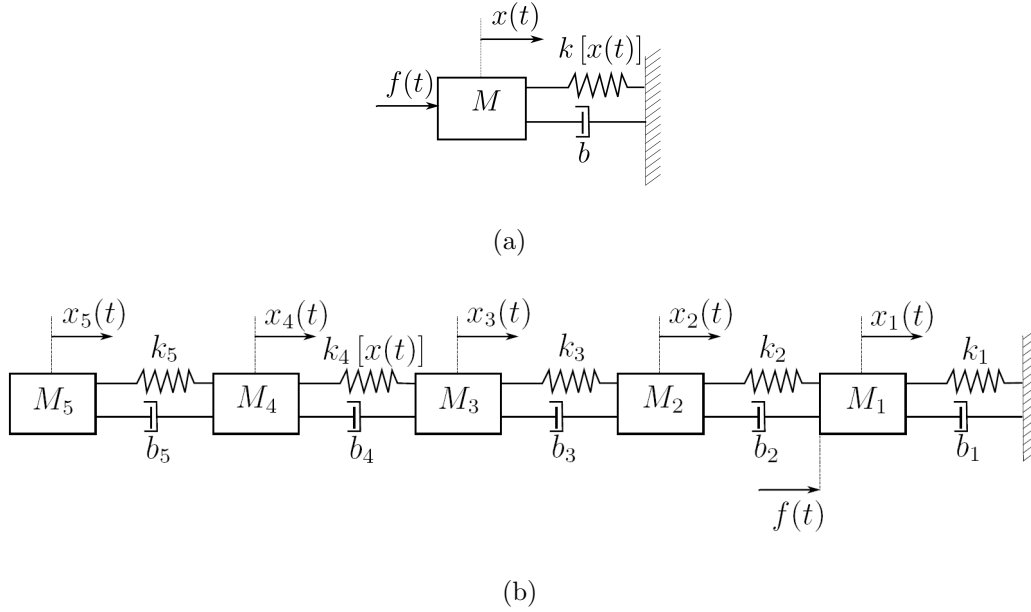 x(t)
k [x(t)]
f(t)
M
b
(a)
x₅(t) x₄(t) x₃(t) x₂(t) x₁(t)
k₅ k₄ [x(t)] k₃ k₂ k₁
M₅ M₄ M₃ M₂ M₁
b₅ b₄ b₃ b₂ b₁
f(t)
(b)